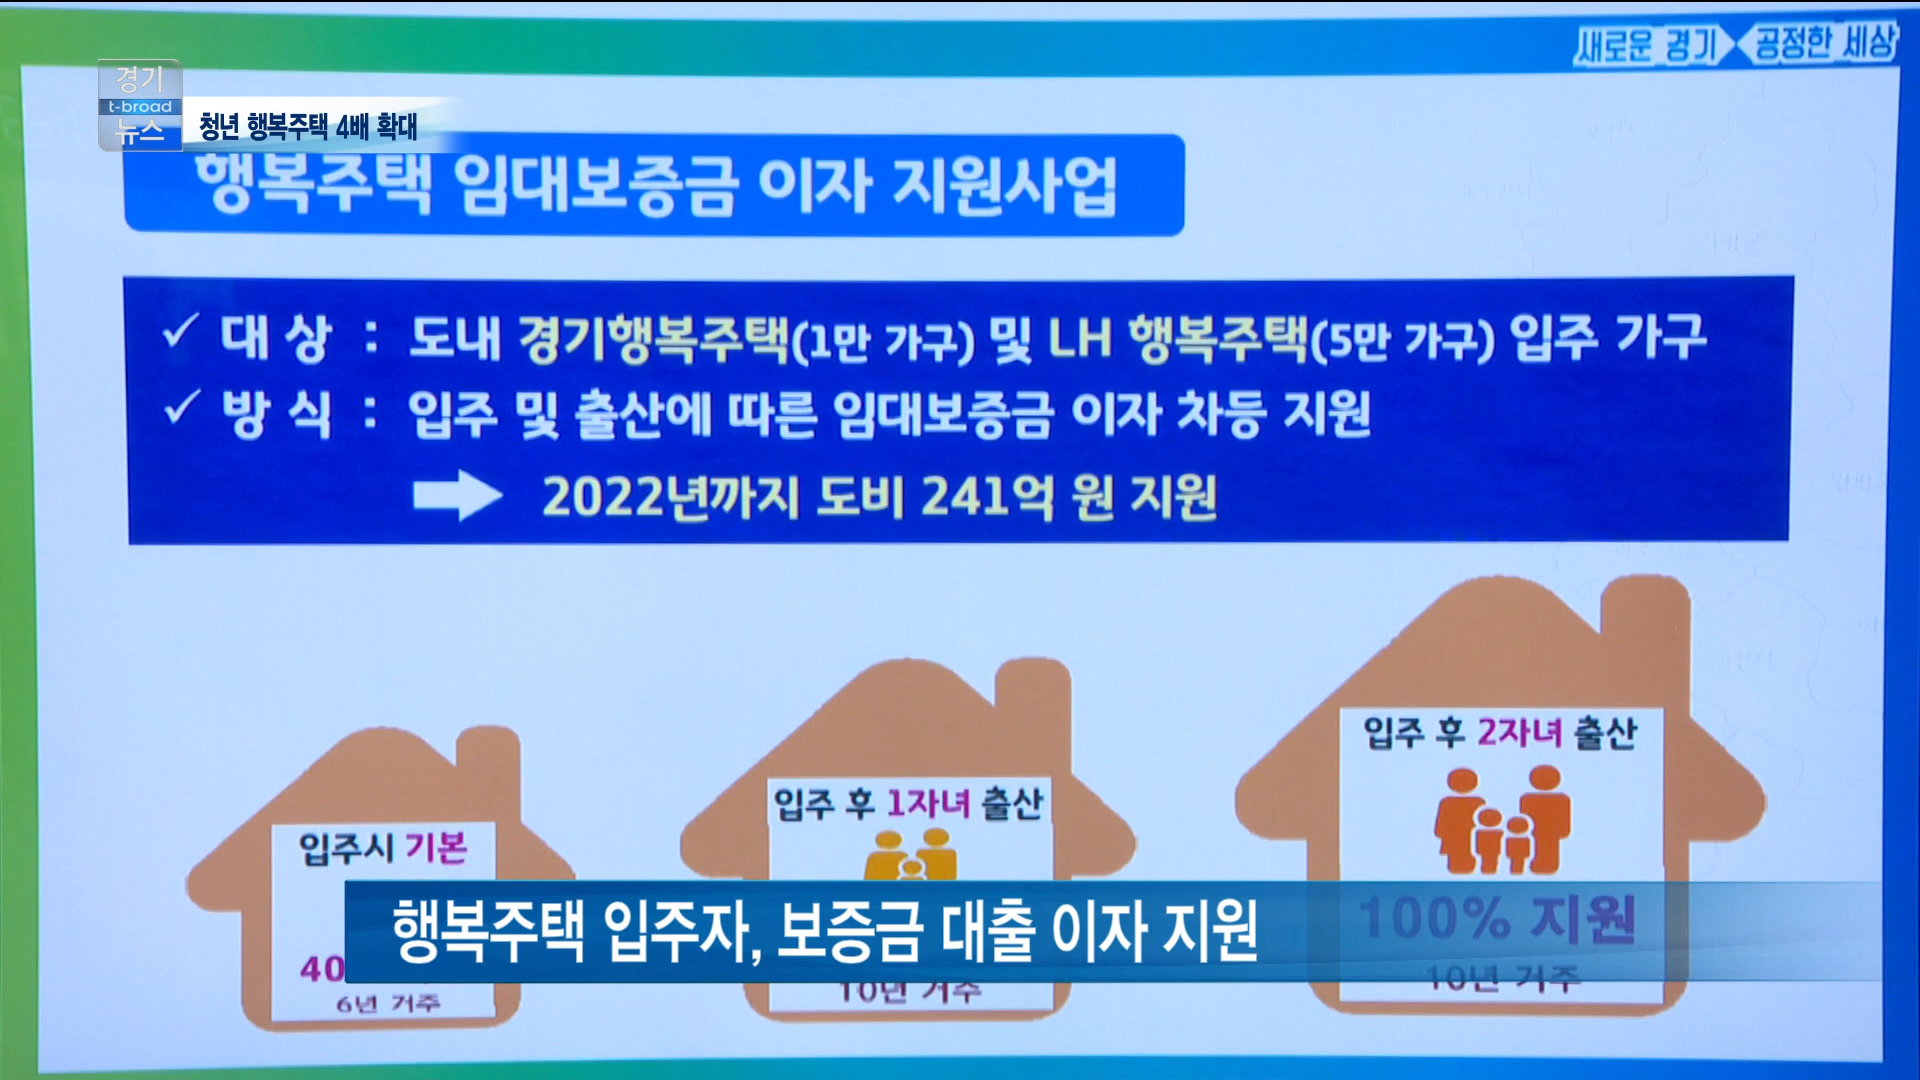 새로운 경기 공정한 세상
경기
t-broad
뉴스
청년 행복주택 4배 확대
행복주택 임대보증금 이자 지원사업
✓ 대 상 : 도내 경기행복주택(1만 가구) 및 LH 행복주택(5만 가구) 입주 가구
✓ 방 식 : 입주 및 출산에 따른 임대보증금 이자 차등 지원
➡ 2022년까지 도비 241억 원 지원
입주시 기본
40
6년 거주
입주 후 1자녀 출산
10년 거주
입주 후 2자녀 출산
100% 지원
10년 거주
행복주택 입주자, 보증금 대출 이자 지원